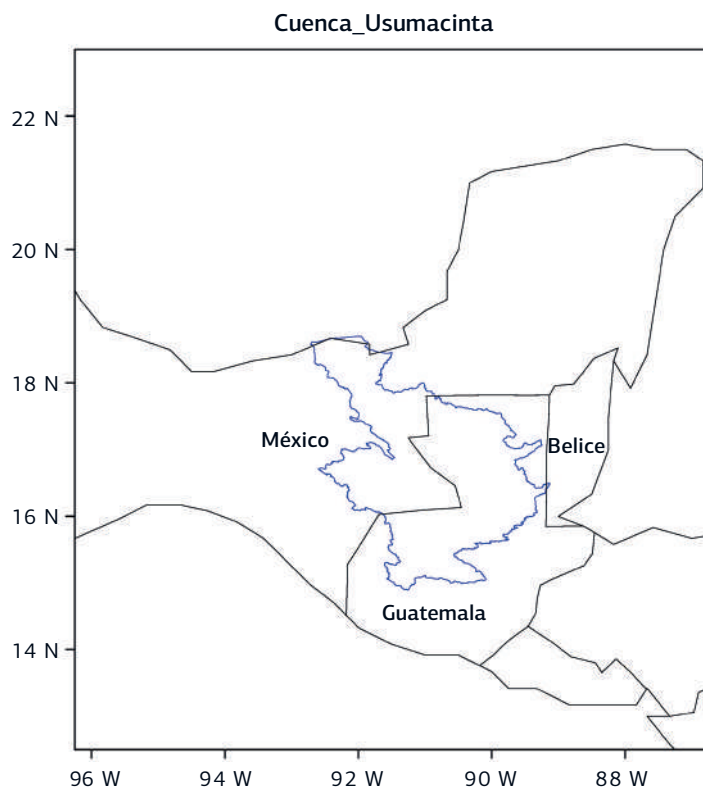 Cuenca_Usumacinta
22 N
20 N
18 N
México
Belice
16 N
Guatemala
14 N
96 W
94 W
92 W
90 W
88 W